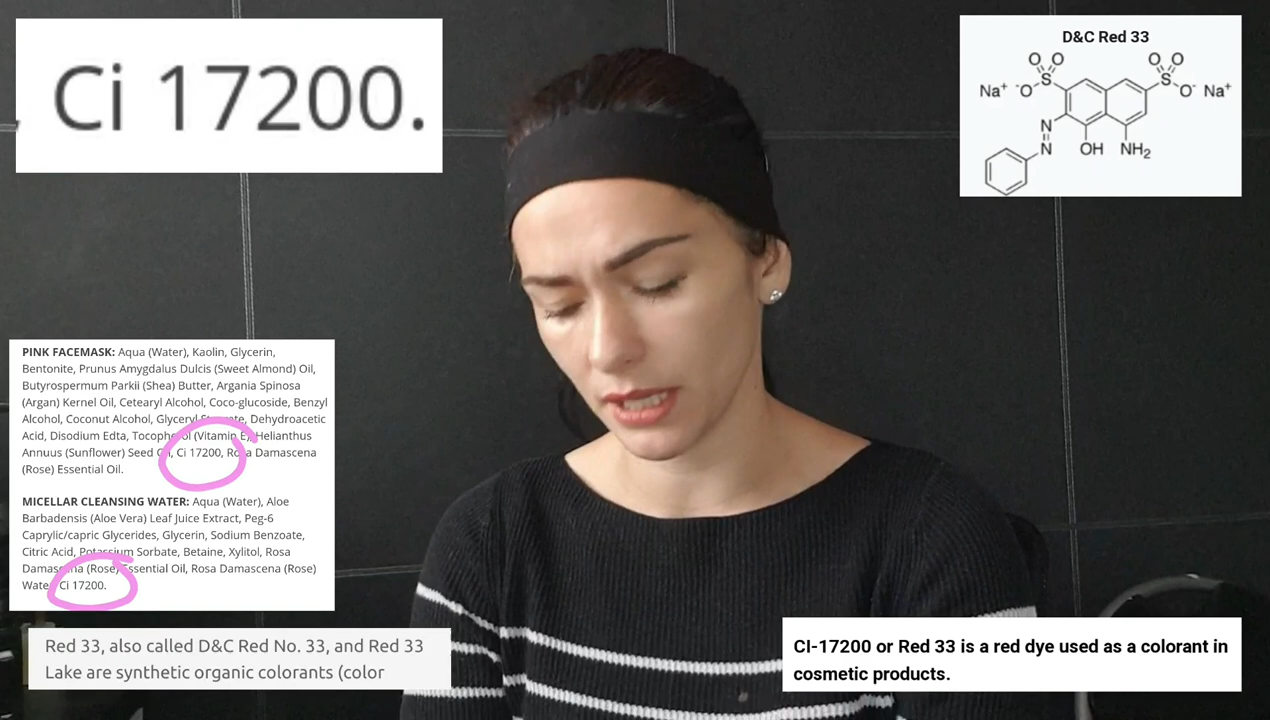 , Ci 17200.
D&C Red 33
Na⁺ ⁻O S O O
O O S O⁻ Na⁺
N
N OH NH₂
PINK FACEMASK: Aqua (Water), Kaolin, Glycerin,
Bentonite, Prunus Amygdalus Dulcis (Sweet Almond) Oil,
Butyrospermum Parkii (Shea) Butter, Argania Spinosa
(Argan) Kernel Oil, Cetearyl Alcohol, Coco-glucoside, Benzyl
Alcohol, Coconut Alcohol, Glyceryl Stearate, Dehydroacetic
Acid, Disodium Edta, Tocopherol (Vitamin E), Helianthus
Annuus (Sunflower) Seed Oil, Ci 17200, Rosa Damascena
(Rose) Essential Oil.
MICELLAR CLEANSING WATER: Aqua (Water), Aloe
Barbadensis (Aloe Vera) Leaf Juice Extract, Peg-6
Caprylic/capric Glycerides, Glycerin, Sodium Benzoate,
Citric Acid, Potassium Sorbate, Betaine, Xylitol, Rosa
Damascena (Rose) Essential Oil, Rosa Damascena (Rose)
Water, Ci 17200.
Red 33, also called D&C Red No. 33, and Red 33
Lake are synthetic organic colorants (color
CI-17200 or Red 33 is a red dye used as a colorant in
cosmetic products.